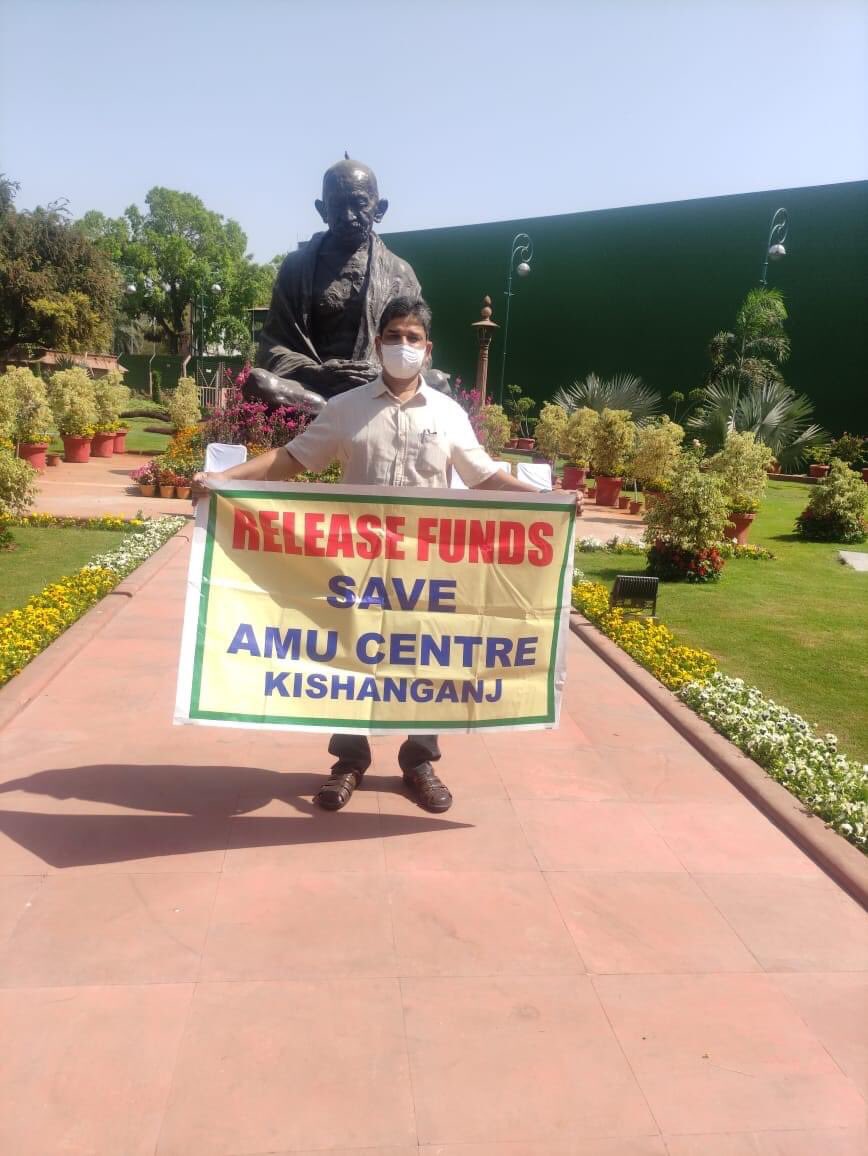 RELEASE FUNDS
SAVE
AMU CENTRE
KISHANGANJ